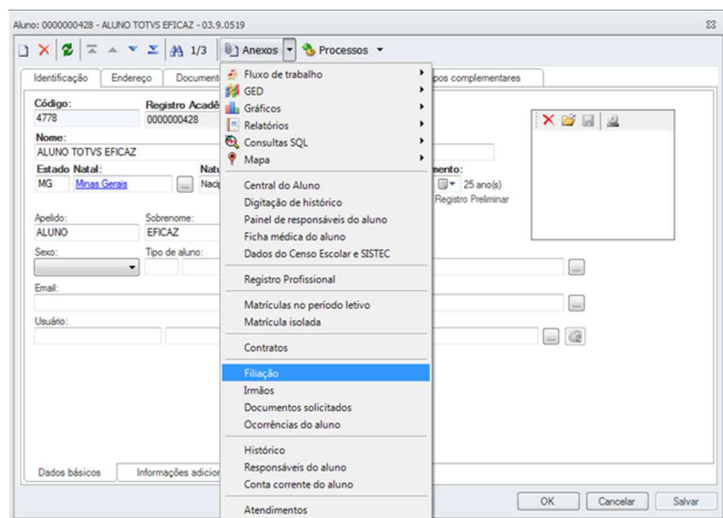 Aluno: 0000000428 - ALUNO TOTVS EFICAZ - 03.9.0519
1/3 Anexos Processos
Identificação Endereço Document pos complementares
Fluxo de trabalho
GED
Gráficos
Relatórios
Consultas SQL
Mapa
Central do Aluno
Digitação de histórico
Painel de responsáveis do aluno
Ficha médica do aluno
Dados do Censo Escolar e SISTEC
Registro Profissional
Matrículas no período letivo
Matrícula isolada
Contratos
Filiação
Irmãos
Documentos solicitados
Ocorrências do aluno
Histórico
Responsáveis do aluno
Conta corrente do aluno
Atendimentos
Código: Registro Acadê
4778 0000000428
Nome:
ALUNO TOTVS EFICAZ
Estado Natal: Natu mento:
MG Minas Gerais ... Nacip 25 ano(s)
Registro Preliminar
Apelido: Sobrenome:
ALUNO EFICAZ
Sexo: Tipo de aluno:
...
Email:
...
Usuário:
...
Dados básicos Informações adicion
OK Cancelar Salvar